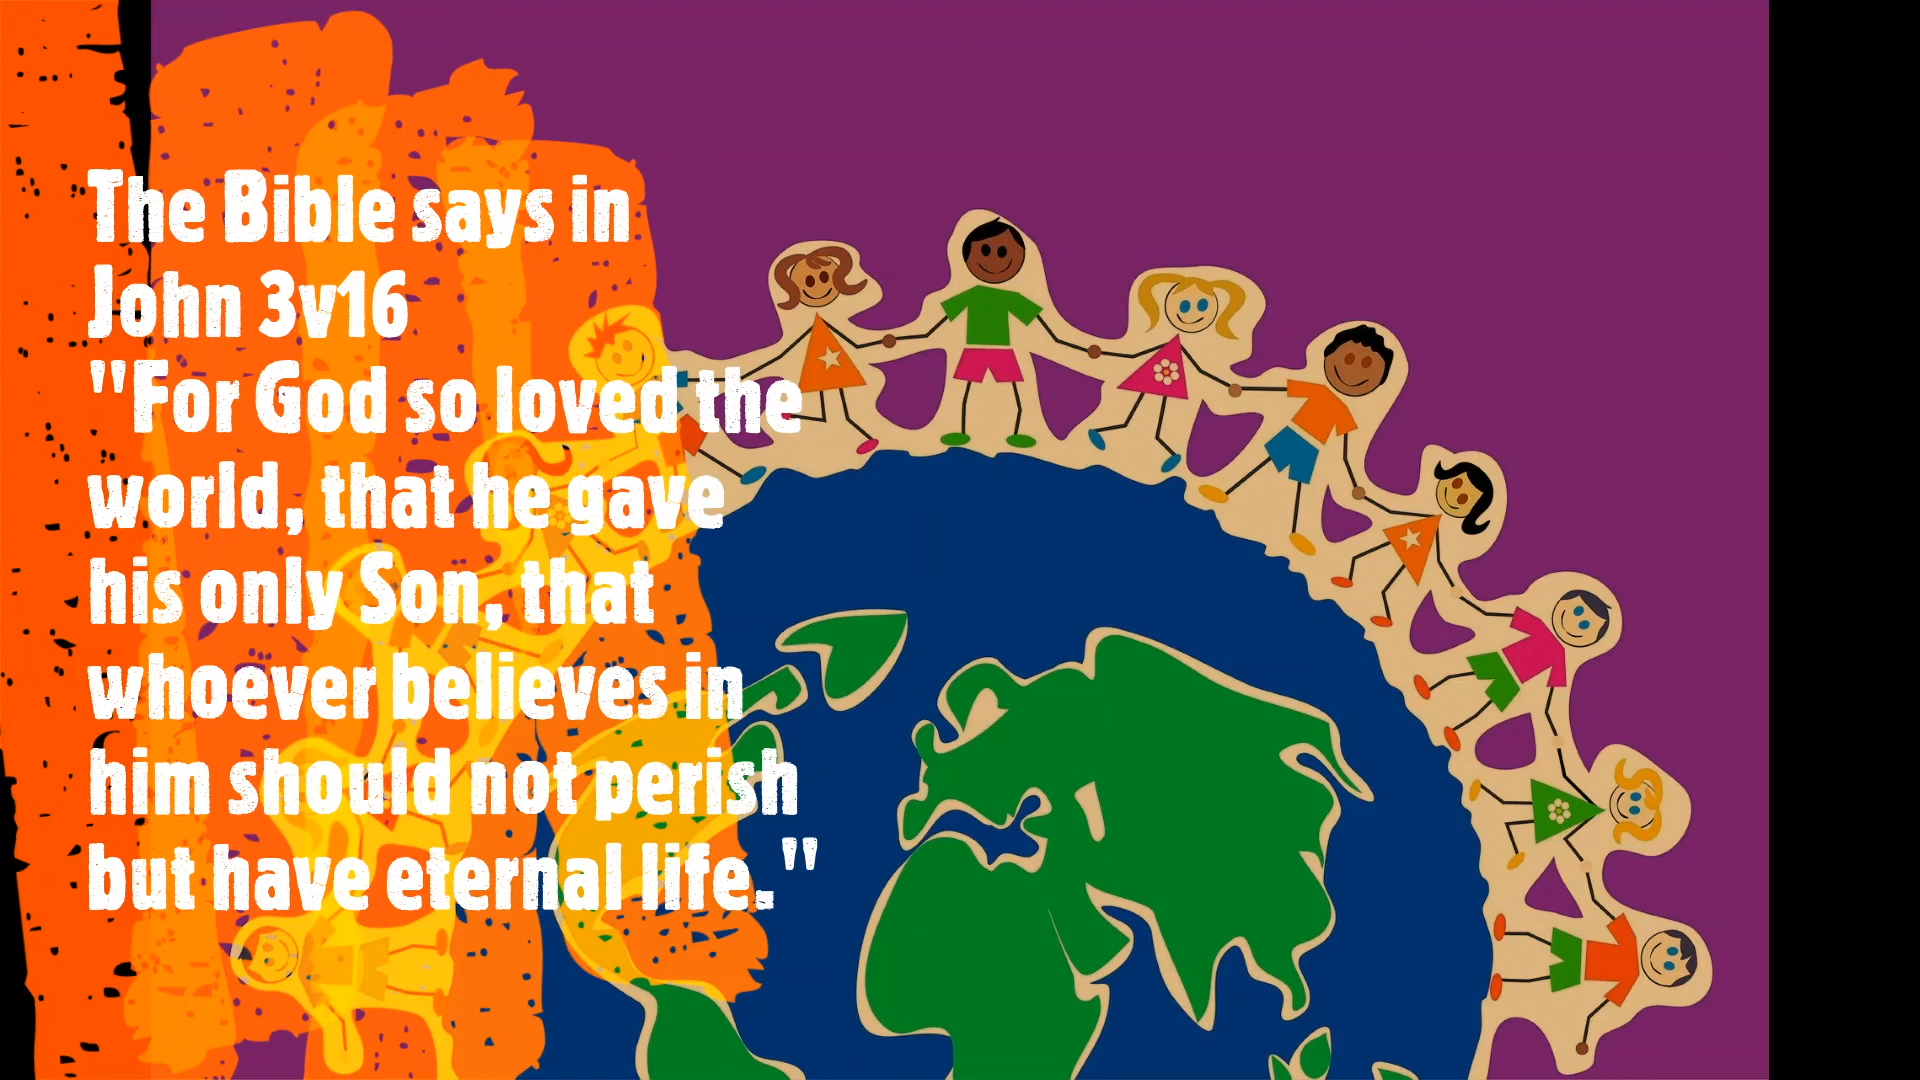 The Bible says in
John 3v16
"For God so loved the
world, that he gave
his only Son, that
whoever believes in
him should not perish
but have eternal life."